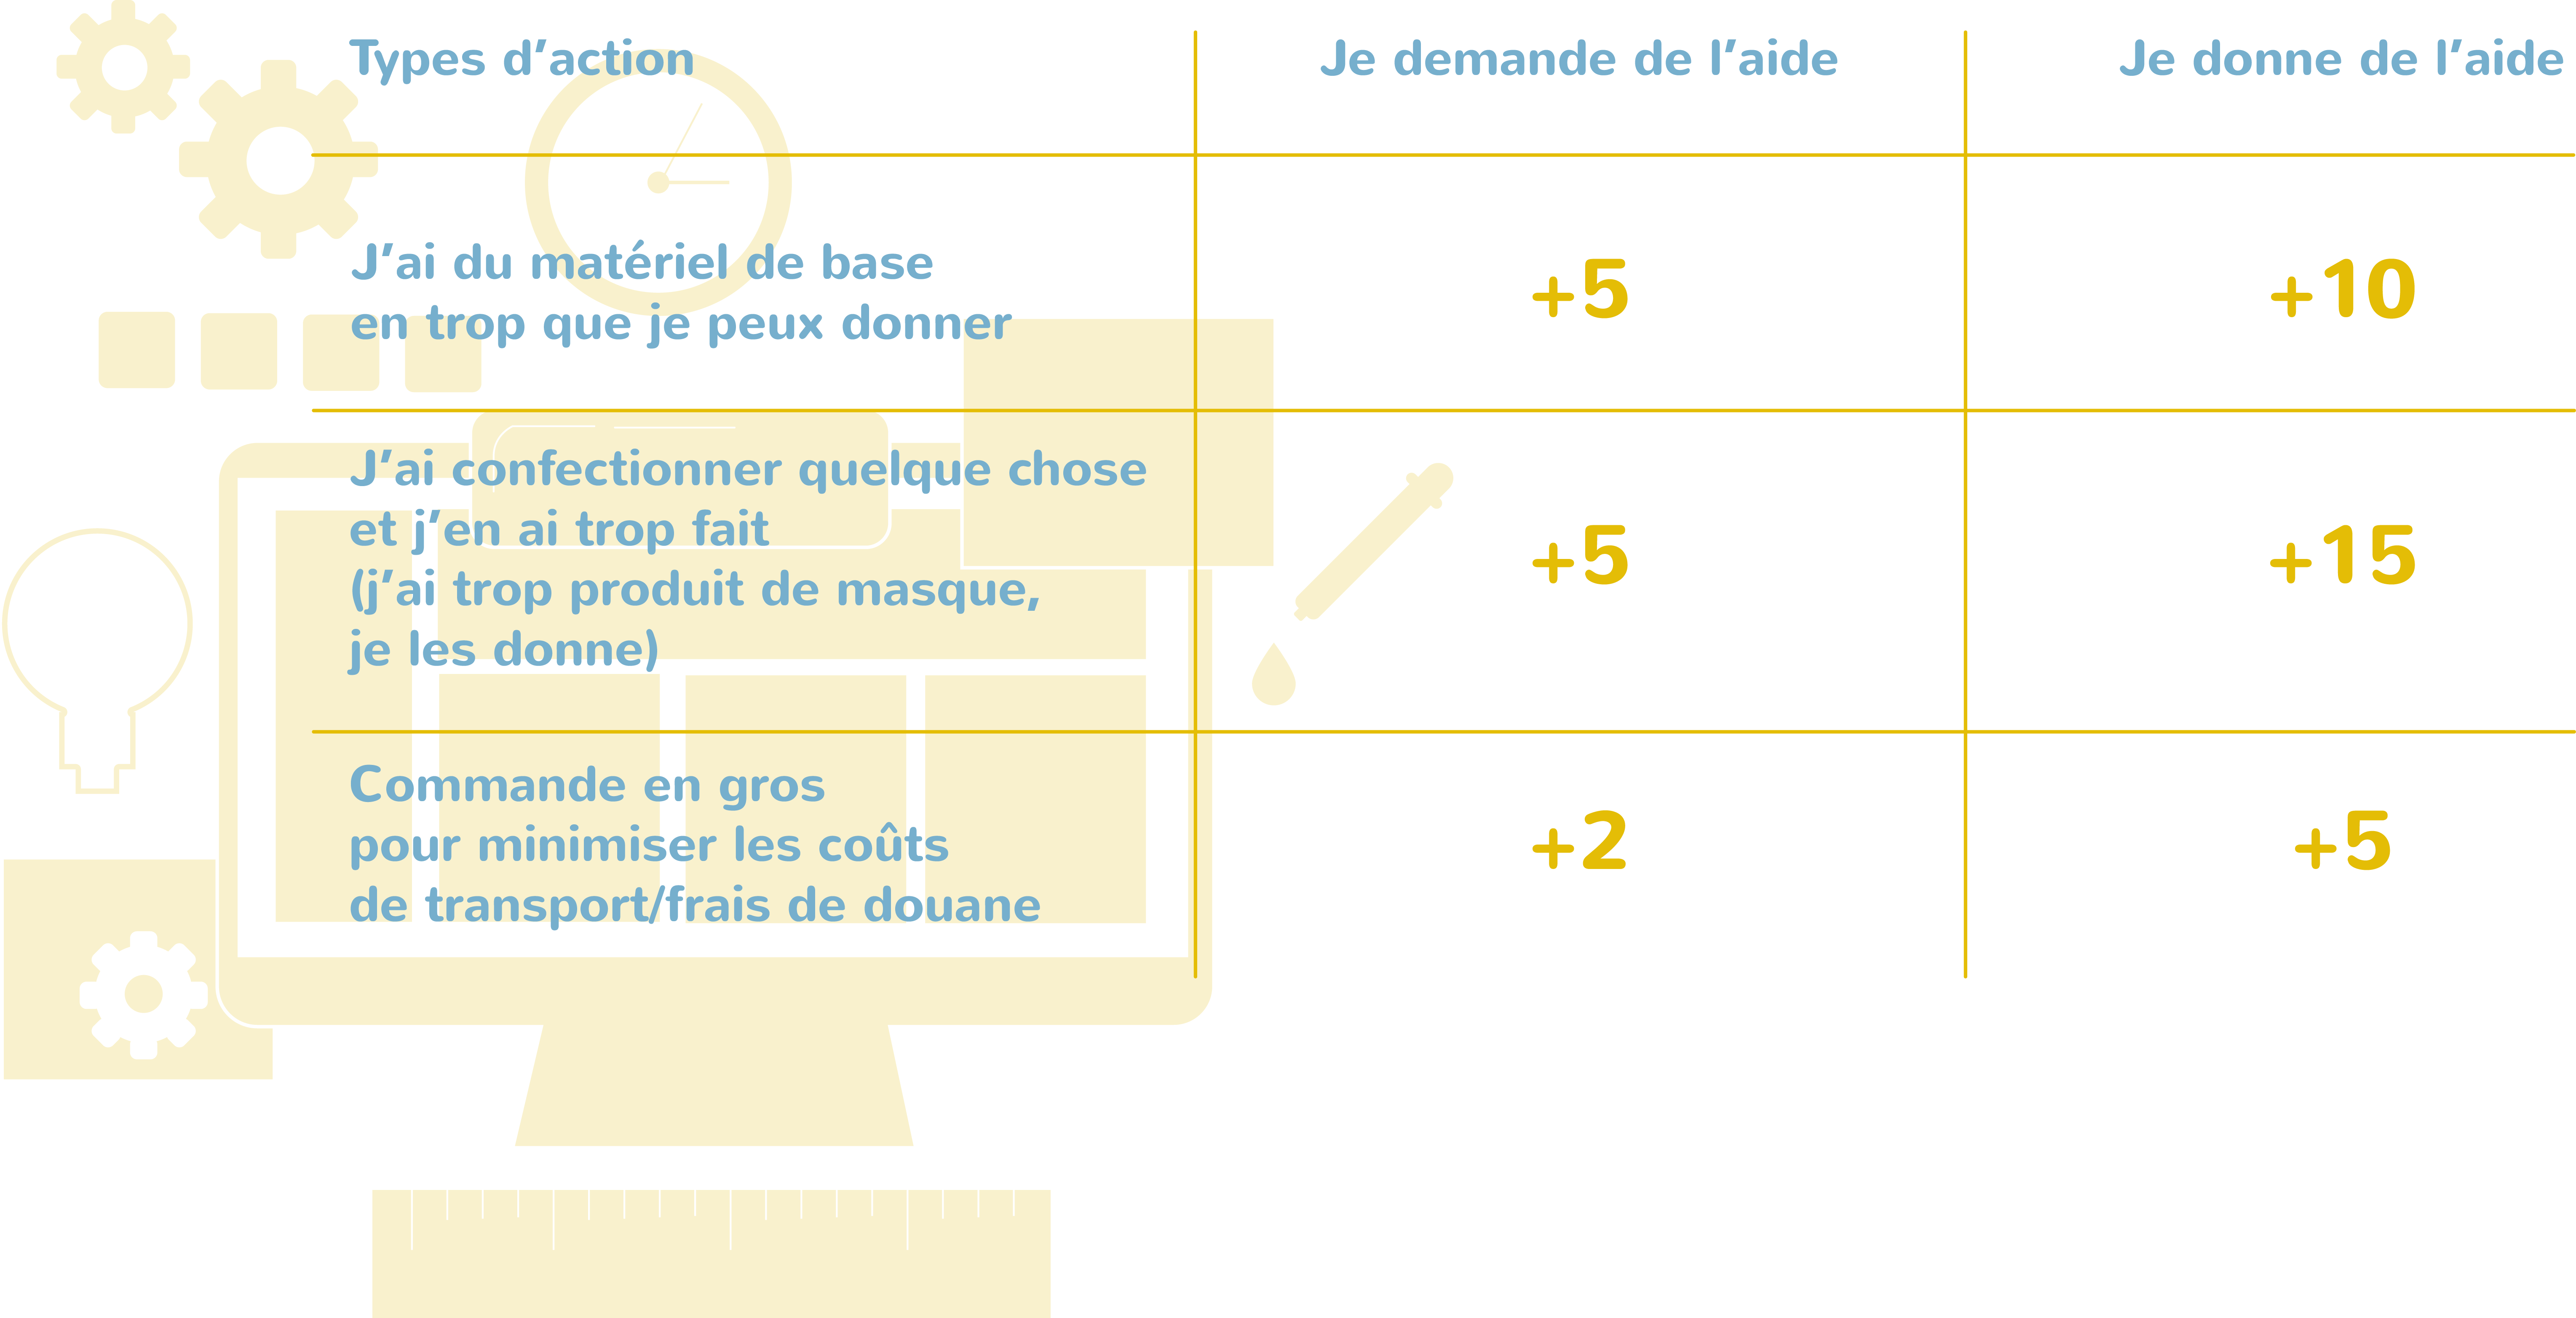 Types d’action
Je demande de l’aide
Je donne de l’aide
J’ai du matériel de base
en trop que je peux donner
+5
+10
J’ai confectionner quelque chose
et j’en ai trop fait
(j’ai trop produit de masque,
je les donne)
+5
+15
Commande en gros
pour minimiser les coûts
de transport/frais de douane
+2
+5